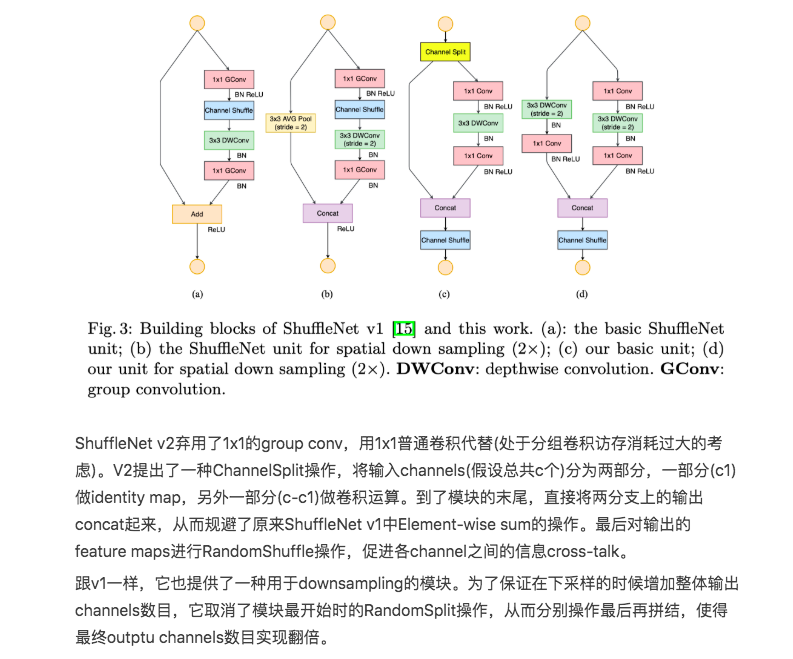 Channel Split
1x1 GConv
BN ReLU
Channel Shuffle
3x3 DWConv
BN
1x1 GConv
BN
Add
ReLU
(a)
3x3 AVG Pool
(stride = 2)
1x1 GConv
BN ReLU
Channel Shuffle
3x3 DWConv
(stride = 2)
BN
1x1 GConv
BN
Concat
ReLU
(b)
1x1 Conv
BN ReLU
3x3 DWConv
BN
1x1 Conv
BN ReLU
Concat
Channel Shuffle
(c)
3x3 DWConv
(stride = 2)
BN
1x1 Conv
BN ReLU
1x1 Conv
BN ReLU
3x3 DWConv
(stride = 2)
BN
1x1 Conv
BN ReLU
Concat
Channel Shuffle
(d)
Fig. 3: Building blocks of ShuffleNet v1 [15] and this work. (a): the basic ShuffleNet
unit; (b) the ShuffleNet unit for spatial down sampling (2×); (c) our basic unit; (d)
our unit for spatial down sampling (2×). DWConv: depthwise convolution. GConv:
group convolution.
ShuffleNet v2弃用了1x1的group conv，用1x1普通卷积代替(处于分组卷积访存消耗过大的考
虑)。V2提出了一种ChannelSplit操作，将输入channels(假设总共c个)分为两部分，一部分(c1)
做identity map，另外一部分(c-c1)做卷积运算。到了模块的末尾，直接将两分支上的输出
concat起来，从而规避了原来ShuffleNet v1中Element-wise sum的操作。最后对输出的
feature maps进行RandomShuffle操作，促进各channel之间的信息cross-talk。
跟v1一样，它也提供了一种用于downsampling的模块。为了保证在下采样的时候增加整体输出
channels数目，它取消了模块最开始时的RandomSplit操作，从而分别操作最后再拼结，使得
最终outptu channels数目实现翻倍。